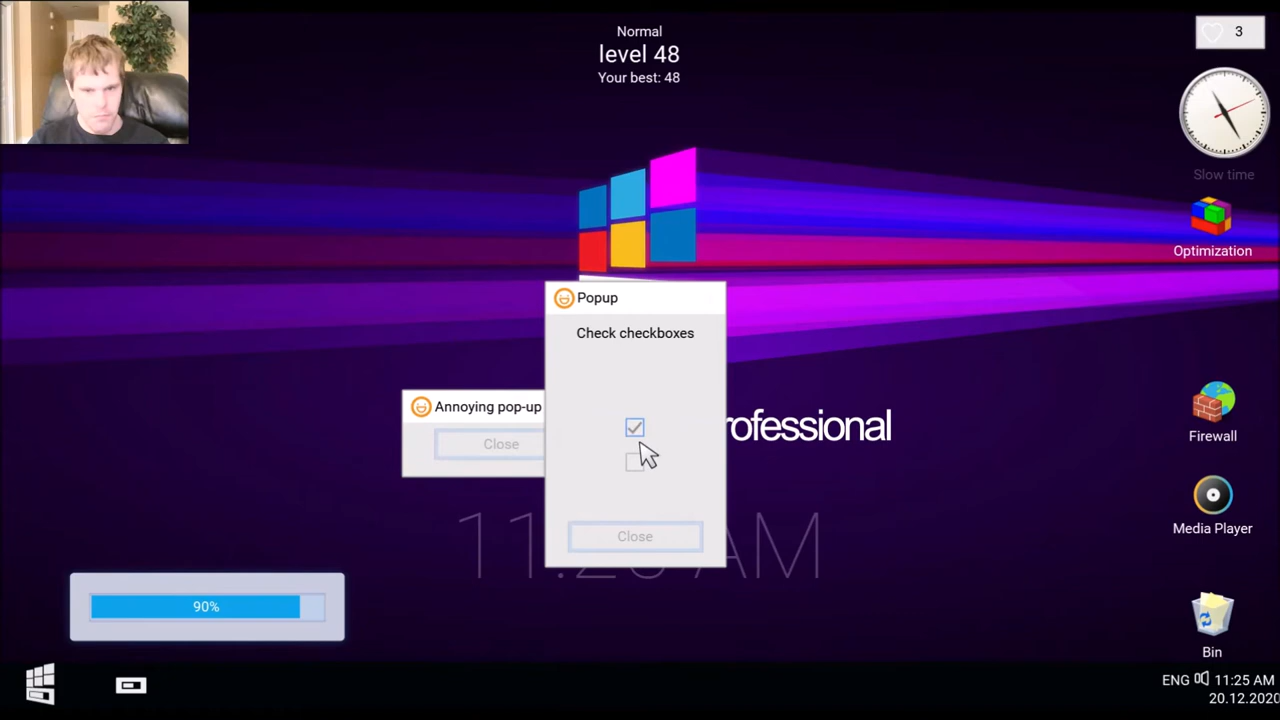 Normal
level 48
Your best: 48
3
Slow time
Optimization
Popup
Check checkboxes
Annoying pop-up
Close
rofessional
Firewall
Media Player
Close
AM
90%
Bin
ENG 11:25 AM
20.12.2020